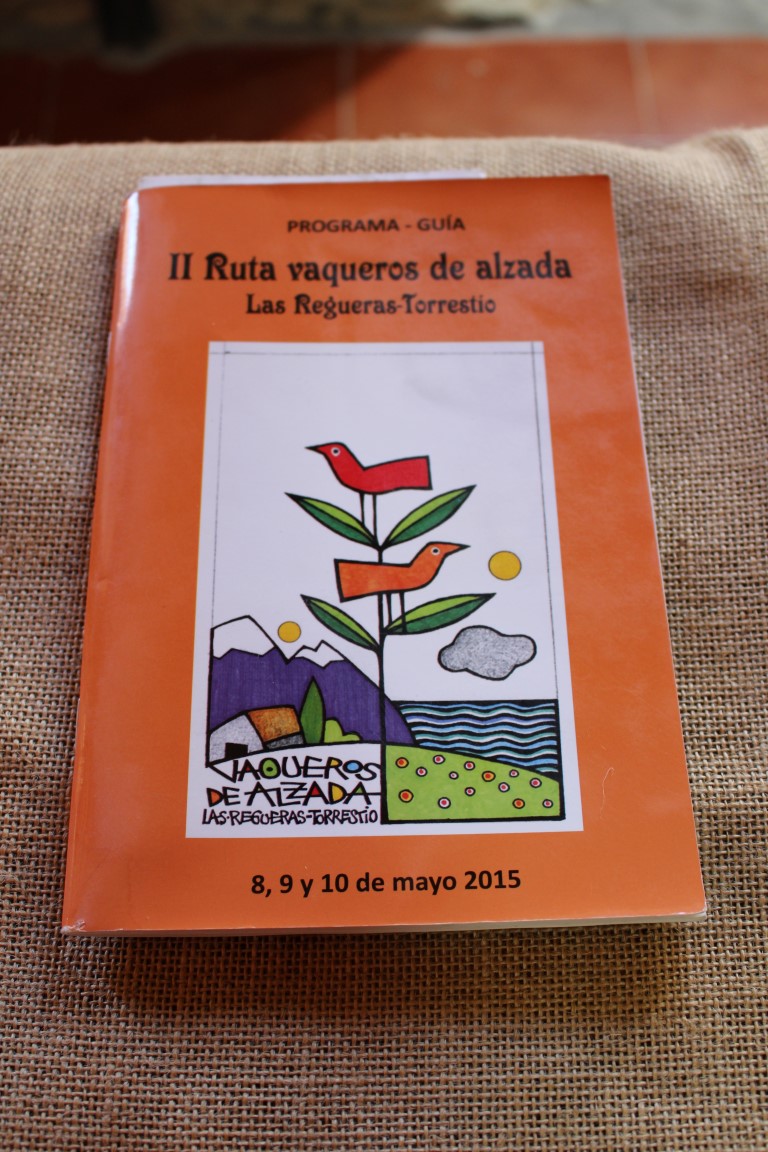 PROGRAMA - GUÍA
II Ruta vaqueros de alzada
Las Regueras-Torrestio
VAQUEROS
DE ALZADA
LAS-REGUERAS-TORRESTIO
8, 9 y 10 de mayo 2015